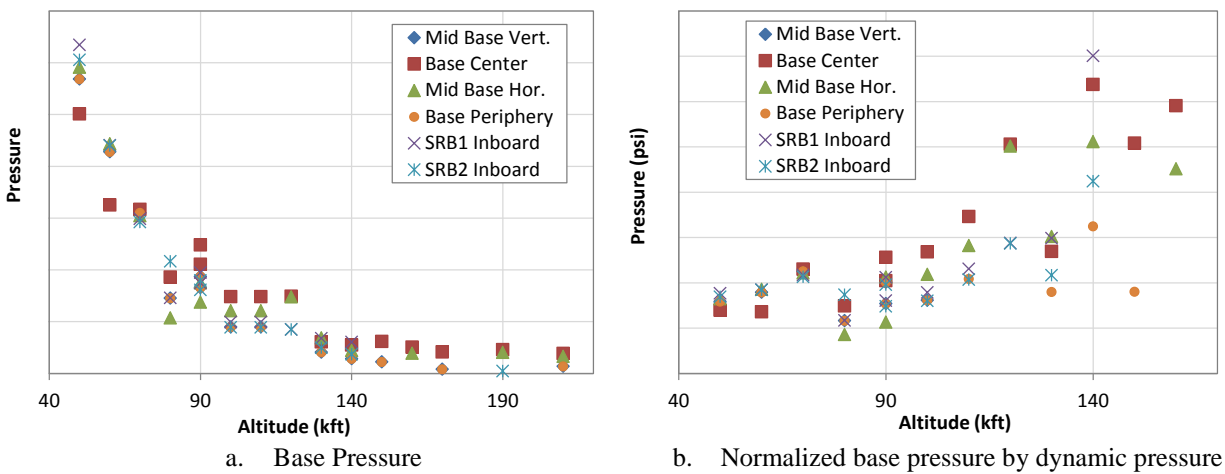 Pressure
Mid Base Vert.
Base Center
Mid Base Hor.
Base Periphery
SRB1 Inboard
SRB2 Inboard
40
90
140
190
Altitude (kft)
a. Base Pressure
Pressure (psi)
Mid Base Vert.
Base Center
Mid Base Hor.
Base Periphery
SRB1 Inboard
SRB2 Inboard
40
90
140
Altitude (kft)
b. Normalized base pressure by dynamic pressure